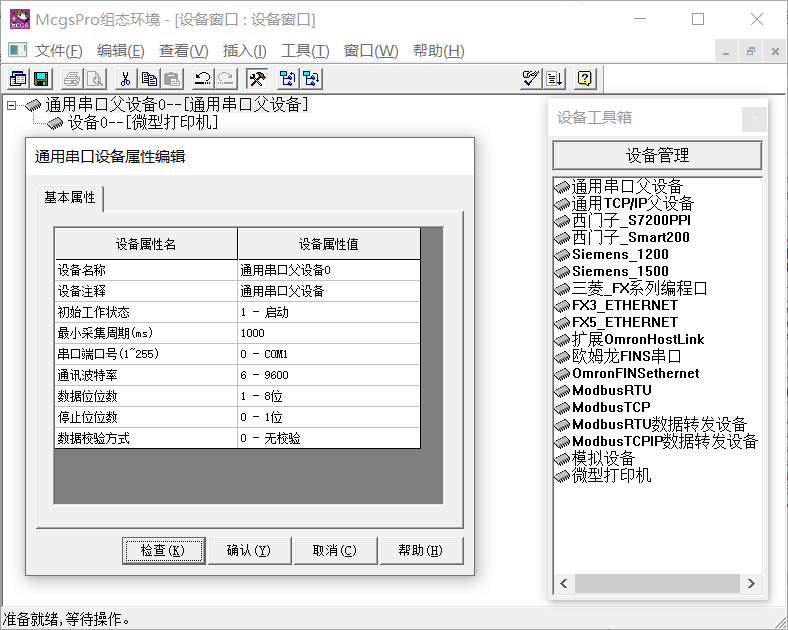 McgsPro组态环境 - [设备窗口 : 设备窗口]
文件(F) 编辑(E) 查看(V) 插入(I) 工具(T) 窗口(W) 帮助(H)
通用串口父设备0--[通用串口父设备]
设备0--[微型打印机]
通用串口设备属性编辑
基本属性
设备属性名 设备属性值
设备名称 通用串口父设备0
设备注释 通用串口父设备
初始工作状态 1 - 启动
最小采集周期(ms) 1000
串口端口号(1~255) 0 - COM1
通讯波特率 6 - 9600
数据位位数 1 - 8位
停止位位数 0 - 1位
数据校验方式 0 - 无校验
检查(K) 确认(Y) 取消(C) 帮助(H)
设备工具箱
设备管理
通用串口父设备
通用TCP/IP父设备
西门子_S7200PPI
西门子_Smart200
Siemens_1200
Siemens_1500
三菱_FX系列编程口
FX3_ETHERNET
FX5_ETHERNET
扩展OmronHostLink
欧姆龙FINS串口
OmronFINSethernet
ModbusRTU
ModbusTCP
ModbusRTU数据转发设备
ModbusTCPIP数据转发设备
模拟设备
微型打印机
准备就绪,等待操作。